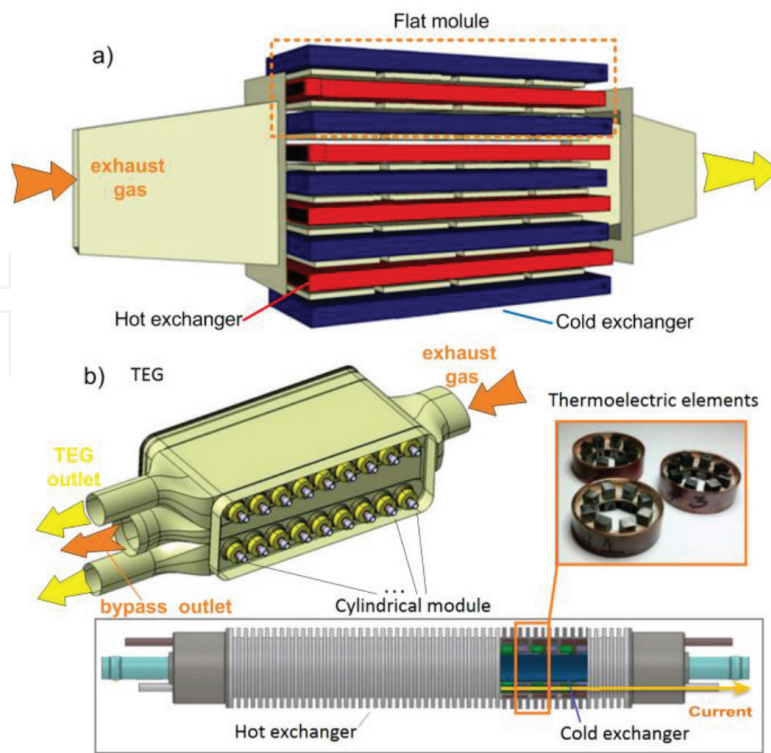 Flat molule
a)
exhaust
gas
Hot exchanger
Cold exchanger
b) TEG
exhaust
gas
Thermoelectric elements
TEG
outlet
...
bypass outlet
Cylindrical module
3
Current
Hot exchanger
Cold exchanger